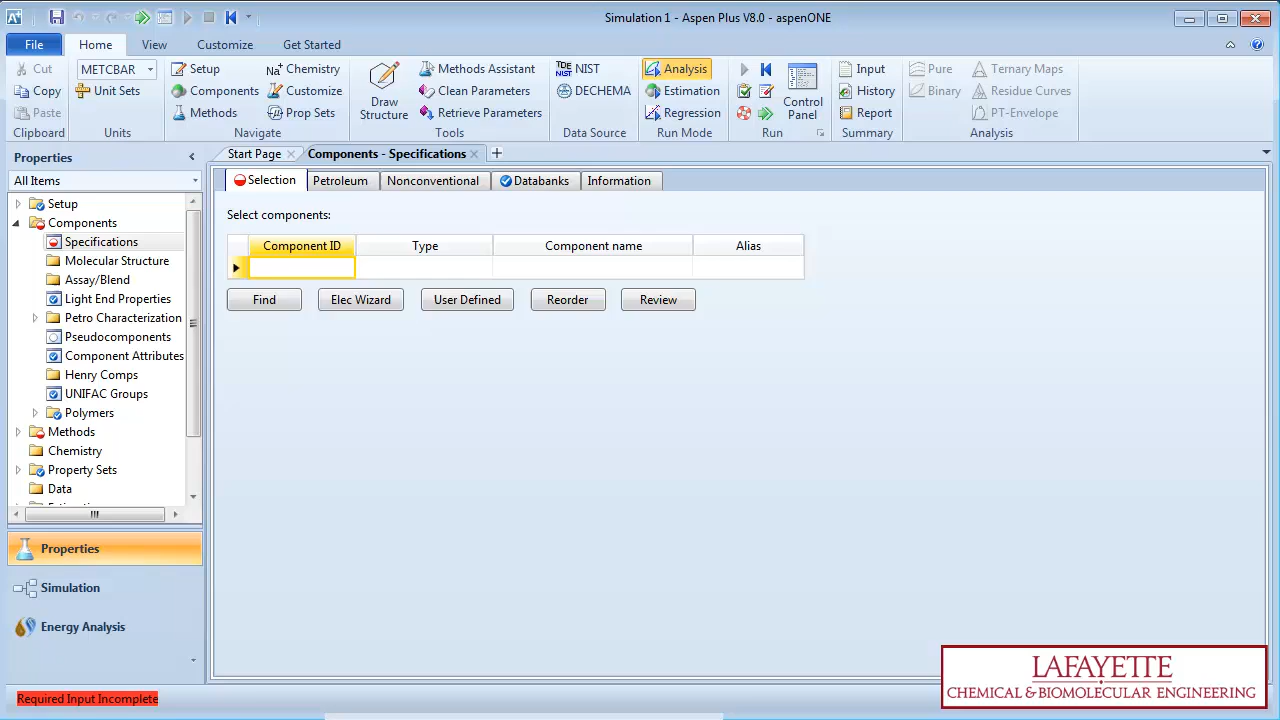 Simulation 1 - Aspen Plus V8.0 - aspenONE
File Home View Customize Get Started
Cut METCBAR Setup Chemistry Methods Assistant NIST Analysis Input Pure Ternary Maps
Copy Unit Sets Components Customize Clean Parameters DECHEMA Estimation History Binary Residue Curves
Paste Methods Prop Sets Draw Structure Retrieve Parameters Regression Control Panel Report PT-Envelope
Clipboard Units Navigate Tools Data Source Run Mode Run Summary Analysis
Properties Start Page Components - Specifications
All Items Selection Petroleum Nonconventional Databanks Information
Setup
Components
Specifications
Molecular Structure
Assay/Blend
Light End Properties
Petro Characterization
Pseudocomponents
Component Attributes
Henry Comps
UNIFAC Groups
Polymers
Methods
Chemistry
Property Sets
Data
Select components:
Component ID Type Component name Alias
Find Elec Wizard User Defined Reorder Review
Properties
Simulation
Energy Analysis
Required Input Incomplete
LAFAYETTE
CHEMICAL & BIOMOLECULAR ENGINEERING